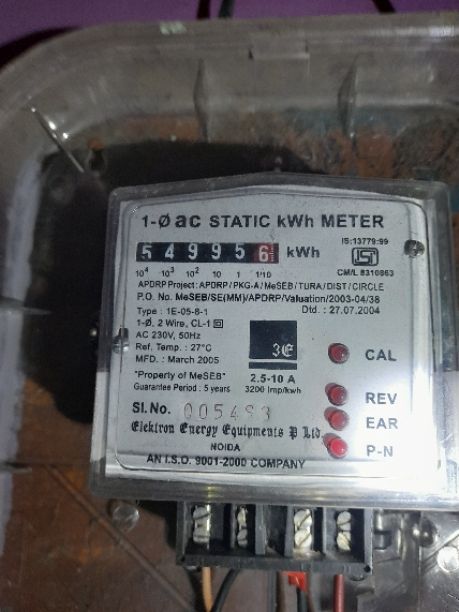 1-Ø ac STATIC kWh METER
IS:13779:99
5 4 9 9 5 6 kWh
10⁴ 10³ 10² 10 1 1/10
CM/L 8310863
APDRP Project: APDRP/PKG-A/MeSEB/TURA/DIST/CIRCLE
P.O. No. MeSEB/SE(MM)/APDRP/Valuation/2003-04/38
Dtd. : 27.07.2004
Type : 1E-05-8-1
1-Ø, 2 Wire, CL-1
AC 230V, 50Hz
Ref. Temp. : 27°C
MFD. : March 2005
3E
CAL
"Property of MeSEB"
2.5-10 A
Guarantee Period : 5 years
3200 imp/kwh
REV
Sl. No. 005493
EAR
Elektron Energy Equipments P Ltd.
P-N
NOIDA
AN I.S.O. 9001-2000 COMPANY